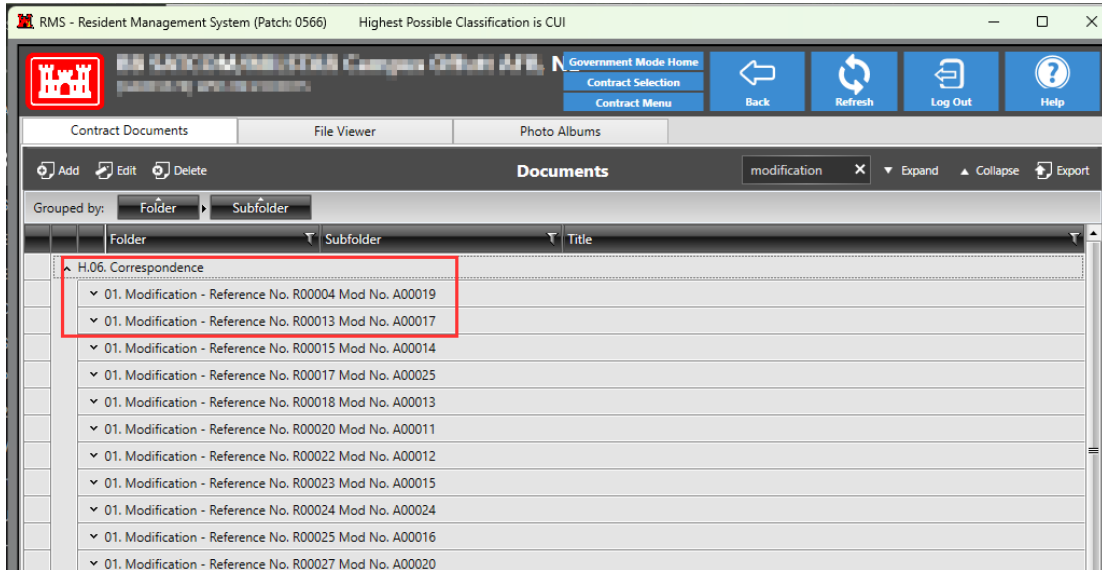 RMS - Resident Management System (Patch: 0566) Highest Possible Classification is CUI
Government Mode Home
Contract Selection
Contract Menu
Back
Refresh
Log Out
Help
Contract Documents File Viewer Photo Albums
Add Edit Delete Documents modification Expand Collapse Export
Grouped by: Folder Subfolder
Folder Subfolder Title
H.06. Correspondence
01. Modification - Reference No. R00004 Mod No. A00019
01. Modification - Reference No. R00013 Mod No. A00017
01. Modification - Reference No. R00015 Mod No. A00014
01. Modification - Reference No. R00017 Mod No. A00025
01. Modification - Reference No. R00018 Mod No. A00013
01. Modification - Reference No. R00020 Mod No. A00011
01. Modification - Reference No. R00022 Mod No. A00012
01. Modification - Reference No. R00023 Mod No. A00015
01. Modification - Reference No. R00024 Mod No. A00024
01. Modification - Reference No. R00025 Mod No. A00016
01. Modification - Reference No. R00027 Mod No. A00020